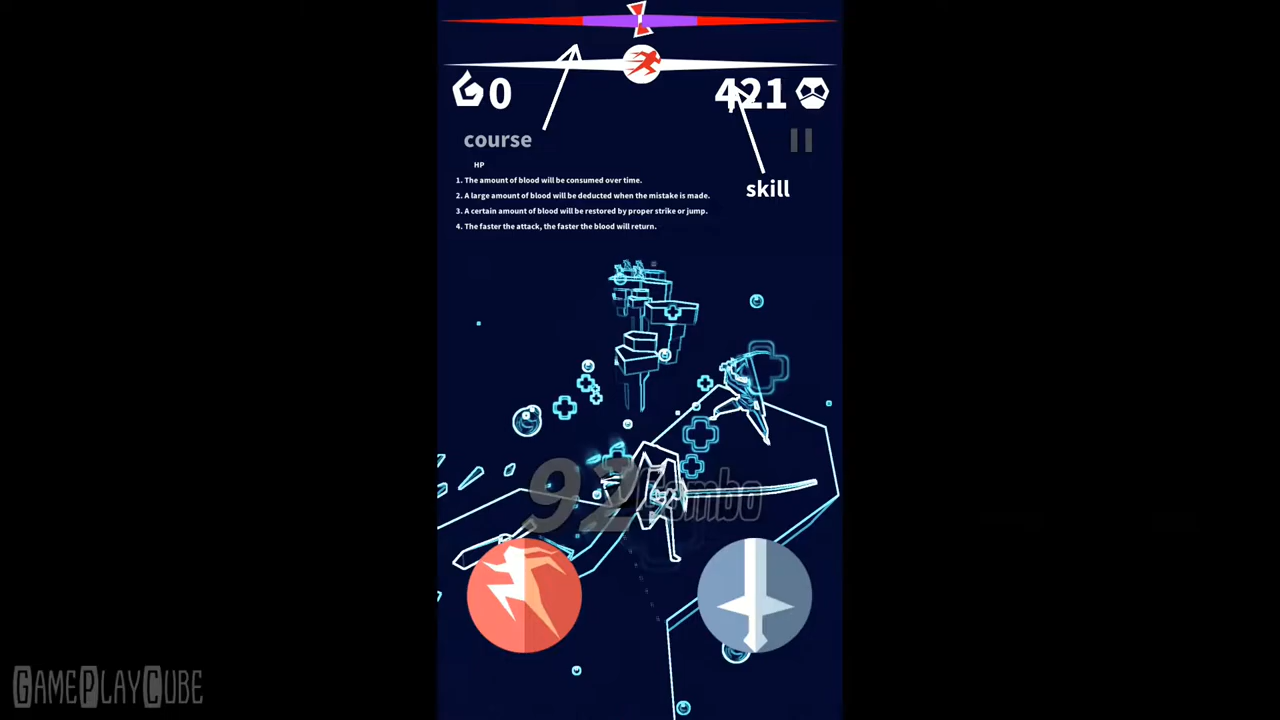 0
421
course
skill
HP
1. The amount of blood will be consumed over time.
2. A large amount of blood will be deducted when the mistake is made.
3. A certain amount of blood will be restored by proper strike or jump.
4. The faster the attack, the faster the blood will return.
92 Combo
GamePlayCube